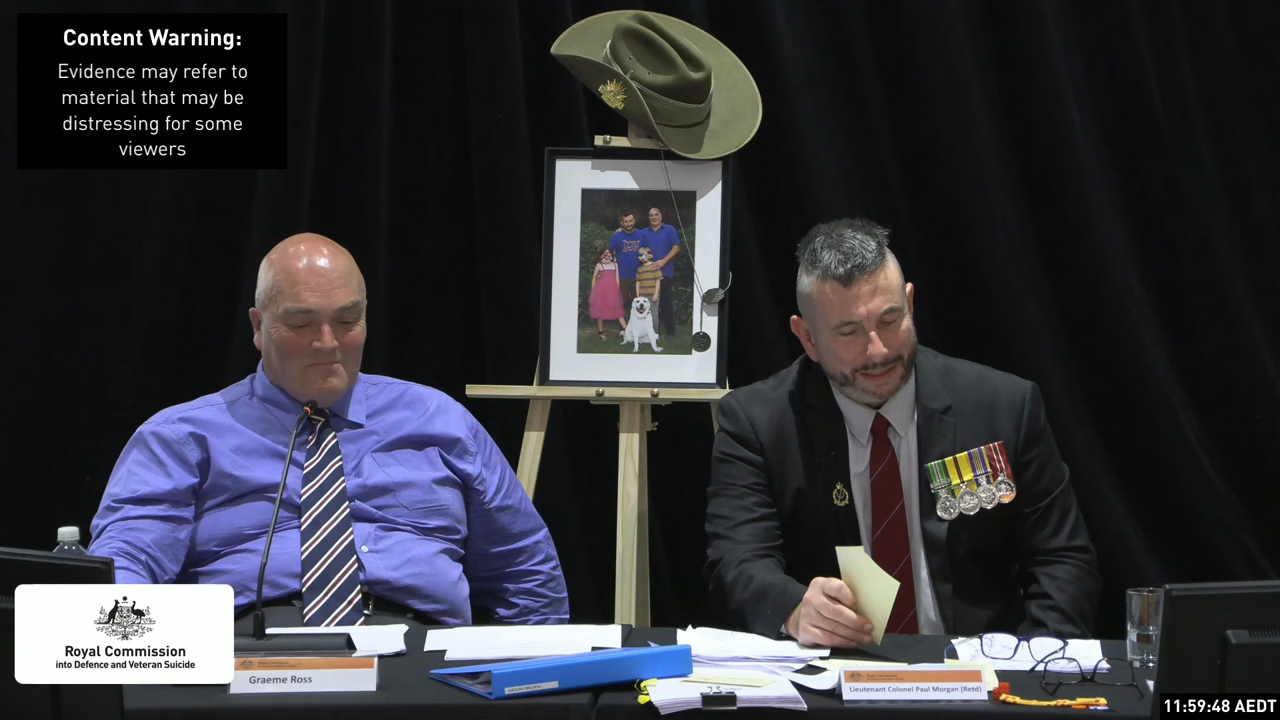 Content Warning:
Evidence may refer to
material that may be
distressing for some
viewers
Royal Commission
into Defence and Veteran Suicide
Graeme Ross
Lieutenant Colonel Paul Morgan (Retd)
11:59:48 AEDT